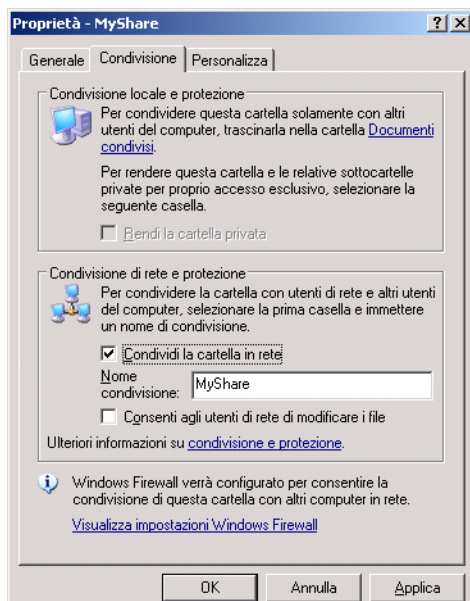 Proprietà - MyShare
Generale Condivisione Personalizza
Condivisione locale e protezione
Per condividere questa cartella solamente con altri
utenti del computer, trascinarla nella cartella Documenti
condivisi.
Per rendere questa cartella e le relative sottocartelle
private per proprio accesso esclusivo, selezionare la
seguente casella.
Rendi la cartella privata
Condivisione di rete e protezione
Per condividere la cartella con utenti di rete e altri utenti
del computer, selezionare la prima casella e immettere
un nome di condivisione.
Condividi la cartella in rete
Nome
condivisione: MyShare
Consenti agli utenti di rete di modificare i file
Ulteriori informazioni su condivisione e protezione.
Windows Firewall verrà configurato per consentire la
condivisione di questa cartella con altri computer in rete.
Visualizza impostazioni Windows Firewall
OK Annulla Applica